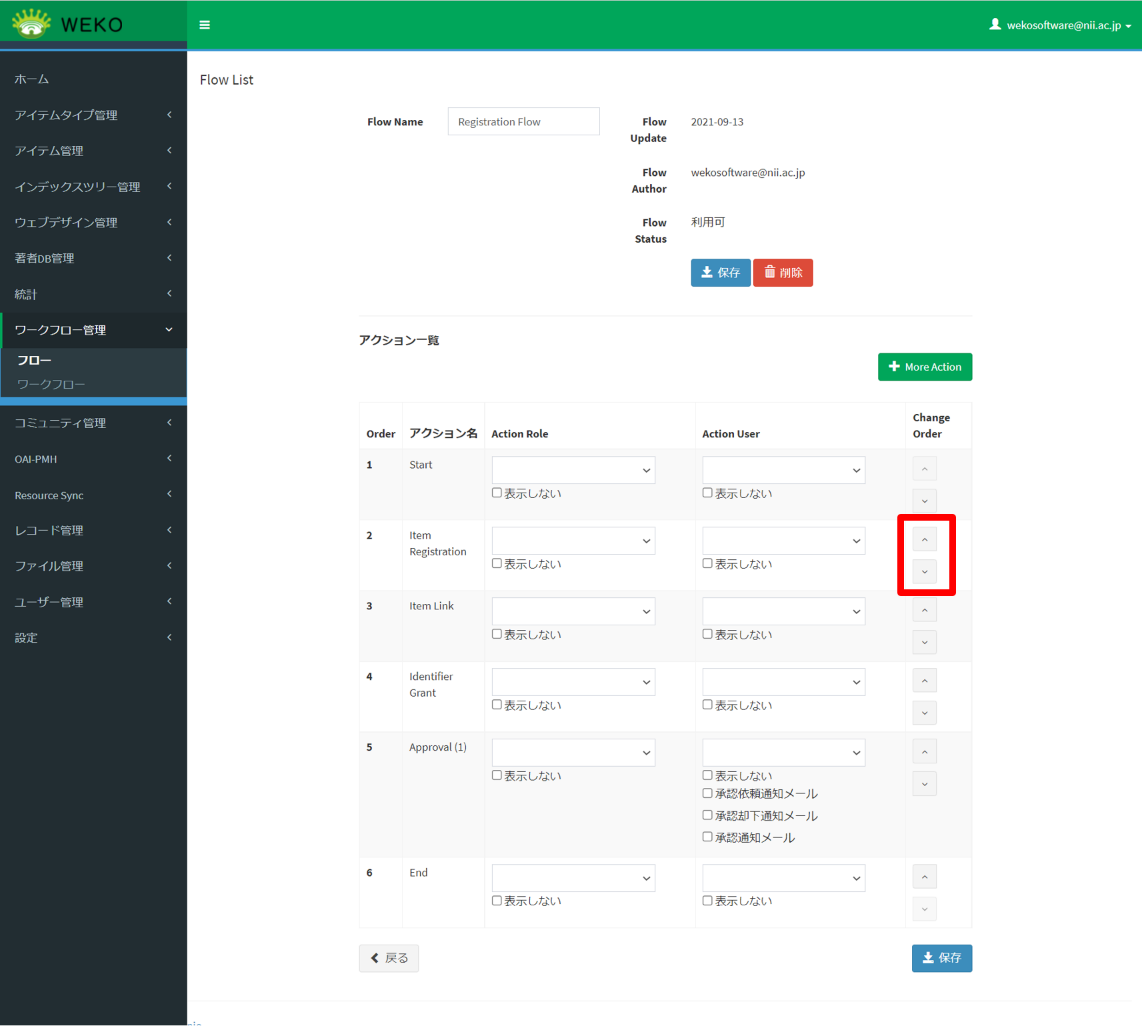 WEKO
wekosoftware@nii.ac.jp
ホーム
アイテムタイプ管理
アイテム管理
インデックスツリー管理
ウェブデザイン管理
著者DB管理
統計
ワークフロー管理
フロー
ワークフロー
コミュニティ管理
OAI-PMH
Resource Sync
レコード管理
ファイル管理
ユーザー管理
設定
Flow List
Flow Name
Registration Flow
Flow
Update
2021-09-13
Flow
Author
wekosoftware@nii.ac.jp
Flow
Status
利用可
保存
削除
アクション一覧
More Action
Order アクション名 Action Role Action User Change
Order
1 Start
表示しない 表示しない
2 Item
Registration
表示しない 表示しない
3 Item Link
表示しない 表示しない
4 Identifier
Grant
表示しない 表示しない
5 Approval (1)
表示しない 表示しない
承認依頼通知メール
承認却下通知メール
承認通知メール
6 End
表示しない 表示しない
戻る
保存